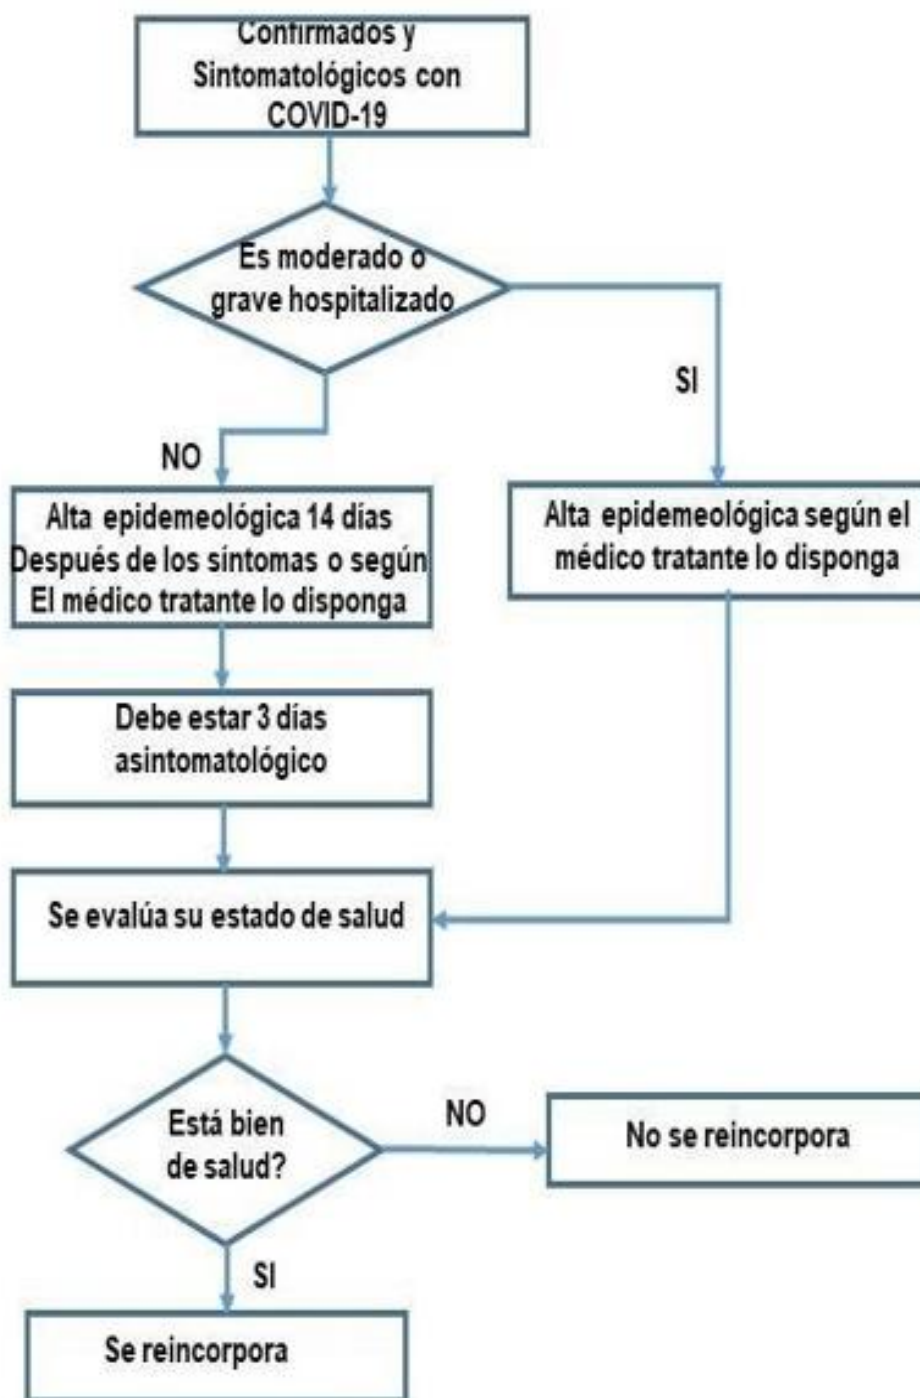 Confirmados y
Sintomatológicos con
COVID-19
Es moderado o
grave hospitalizado
SI
NO
Alta epidemeológica 14 días
Después de los síntomas o según
El médico tratante lo disponga
Alta epidemeológica según el
médico tratante lo disponga
Debe estar 3 días
asintomatológico
Se evalúa su estado de salud
Está bien
de salud?
NO
No se reincorpora
SI
Se reincorpora